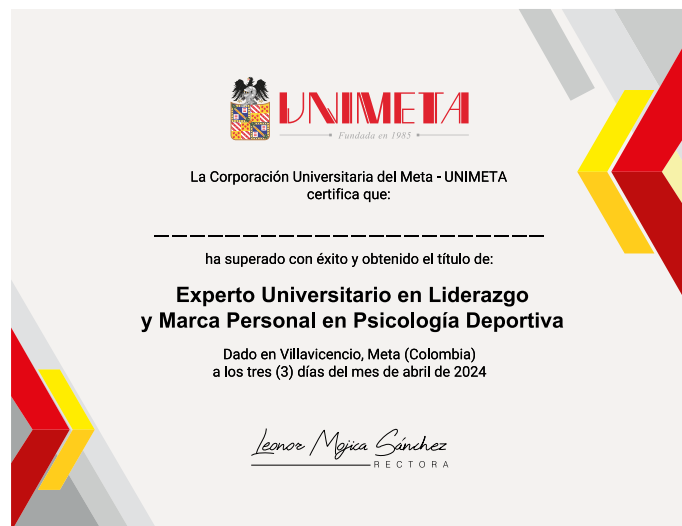 UNIMETA
Fundada en 1985
La Corporación Universitaria del Meta - UNIMETA
certifica que:
ha superado con éxito y obtenido el título de:
Experto Universitario en Liderazgo
y Marca Personal en Psicología Deportiva
Dado en Villavicencio, Meta (Colombia)
a los tres (3) días del mes de abril de 2024
Leonor Mojica Sánchez
RECTORA